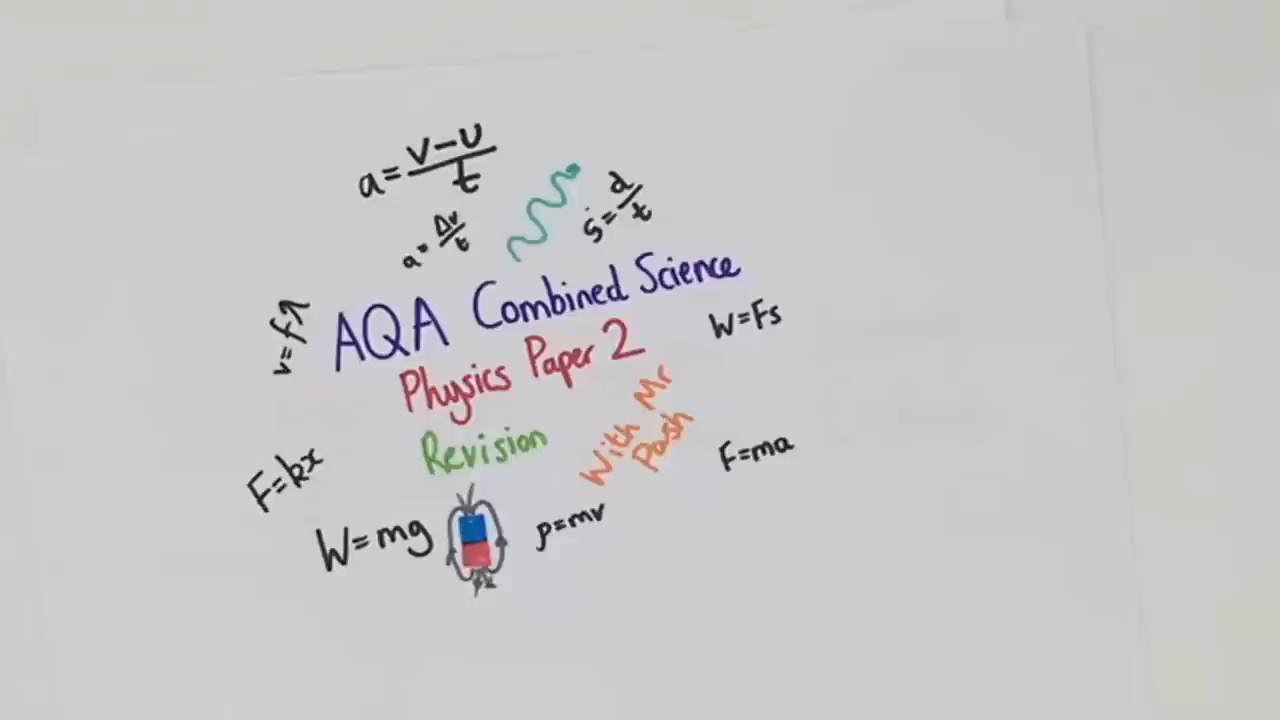 a = v-u/t
a = Δv/t
s = d/t
v = fλ
AQA Combined Science
Physics Paper 2
Revision
With Mr
Pash
W = Fs
F = kx
F = ma
W = mg
p = mv